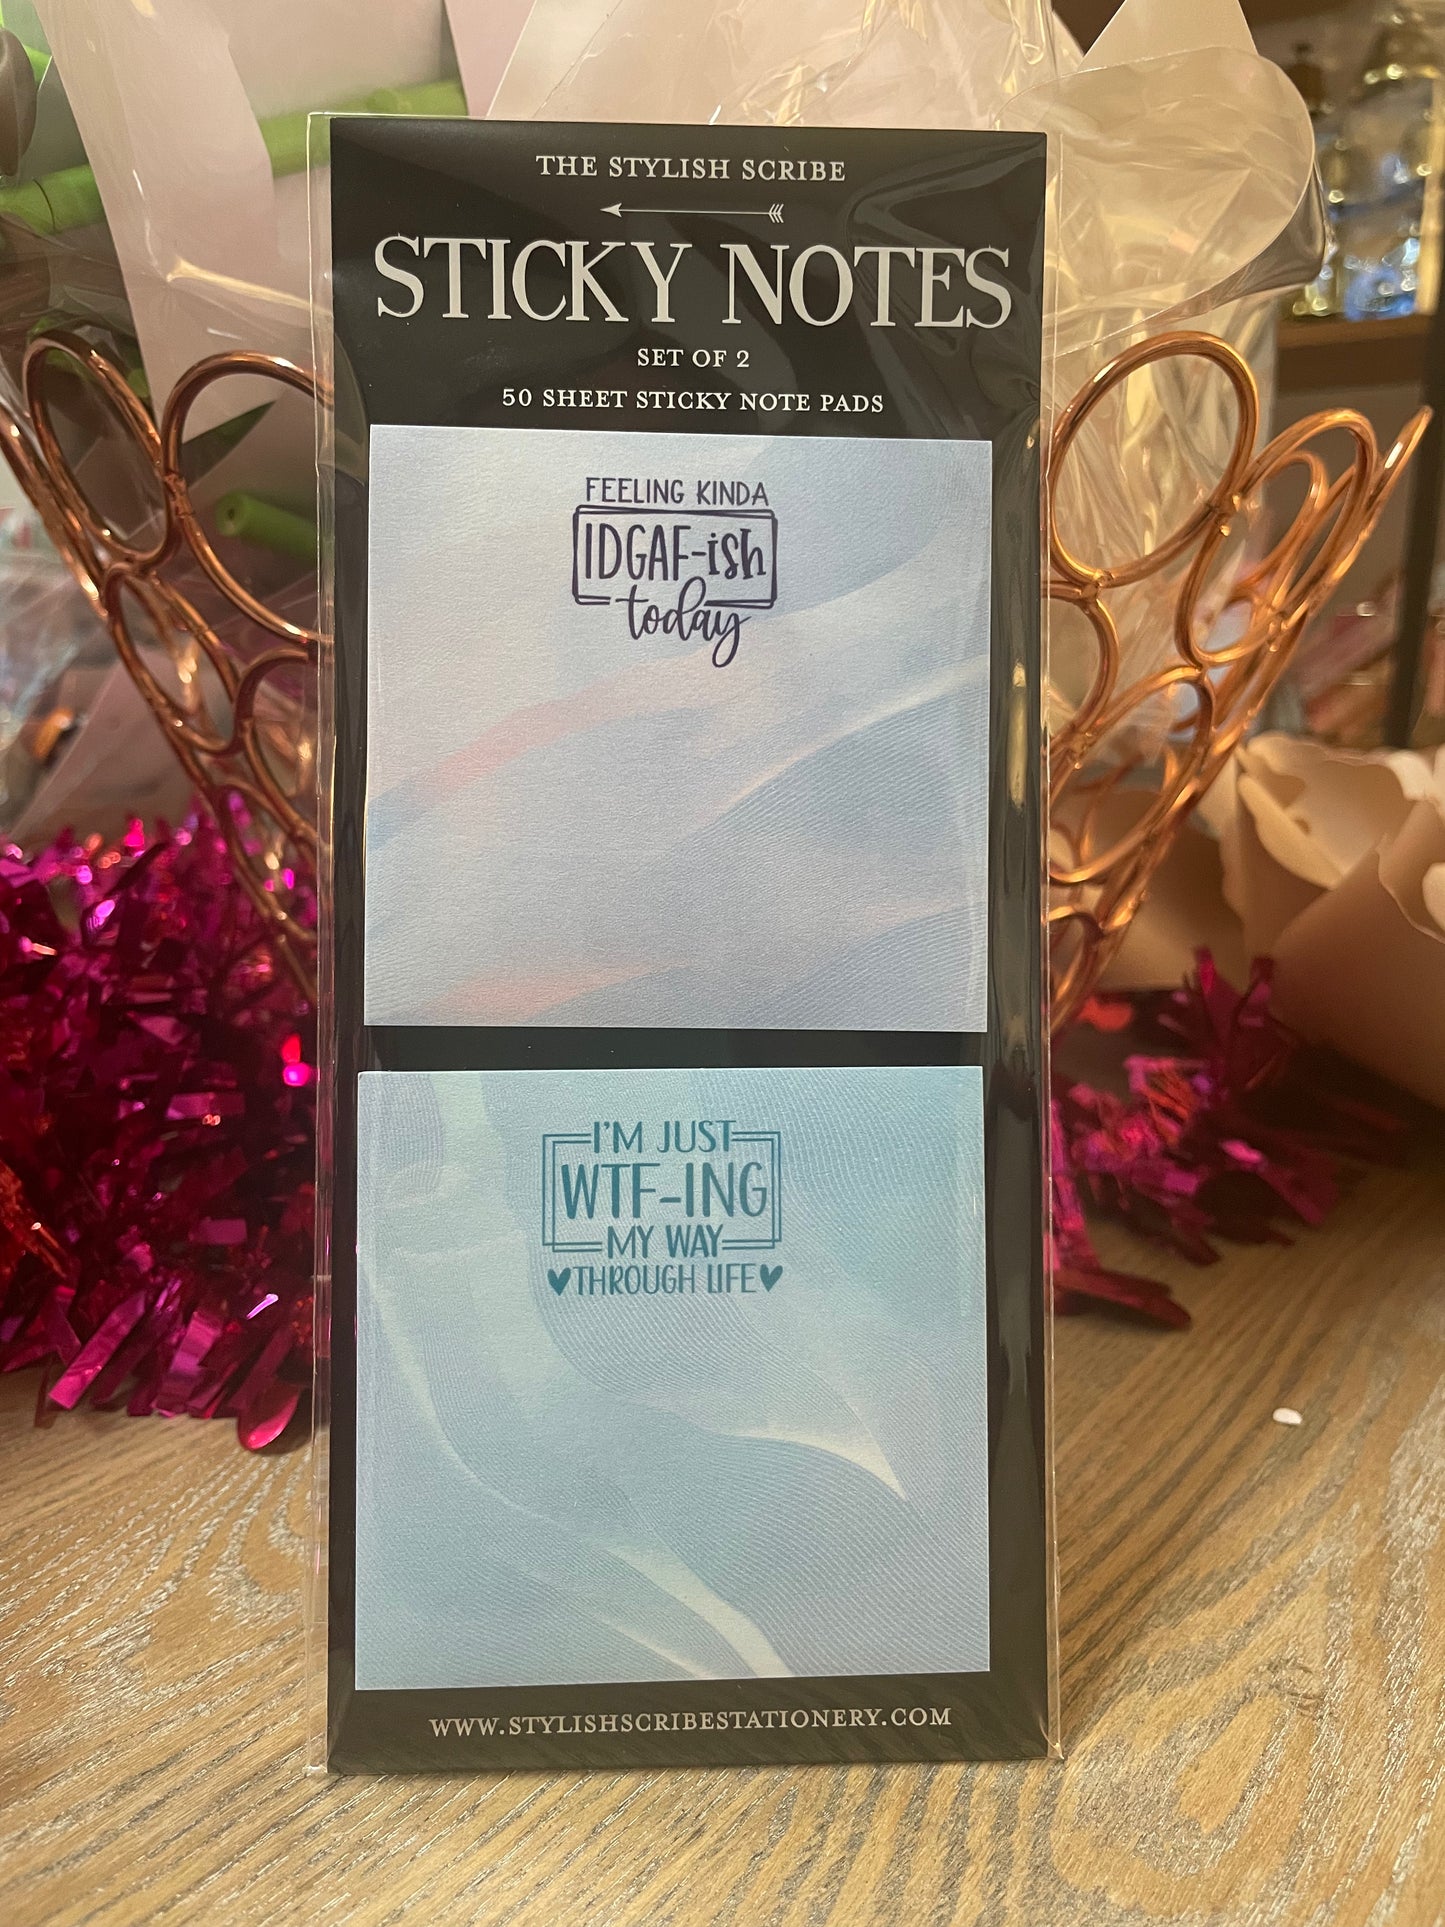 THE STYLISH SCRIBE
STICKY NOTES
SET OF 2
50 SHEET STICKY NOTE PADS
FEELING KINDA
IDGAF-ish
today
I'M JUST
WTF-ING
MY WAY
THROUGH LIFE
WWW.STYLISHSCRIBESTATIONERY.COM